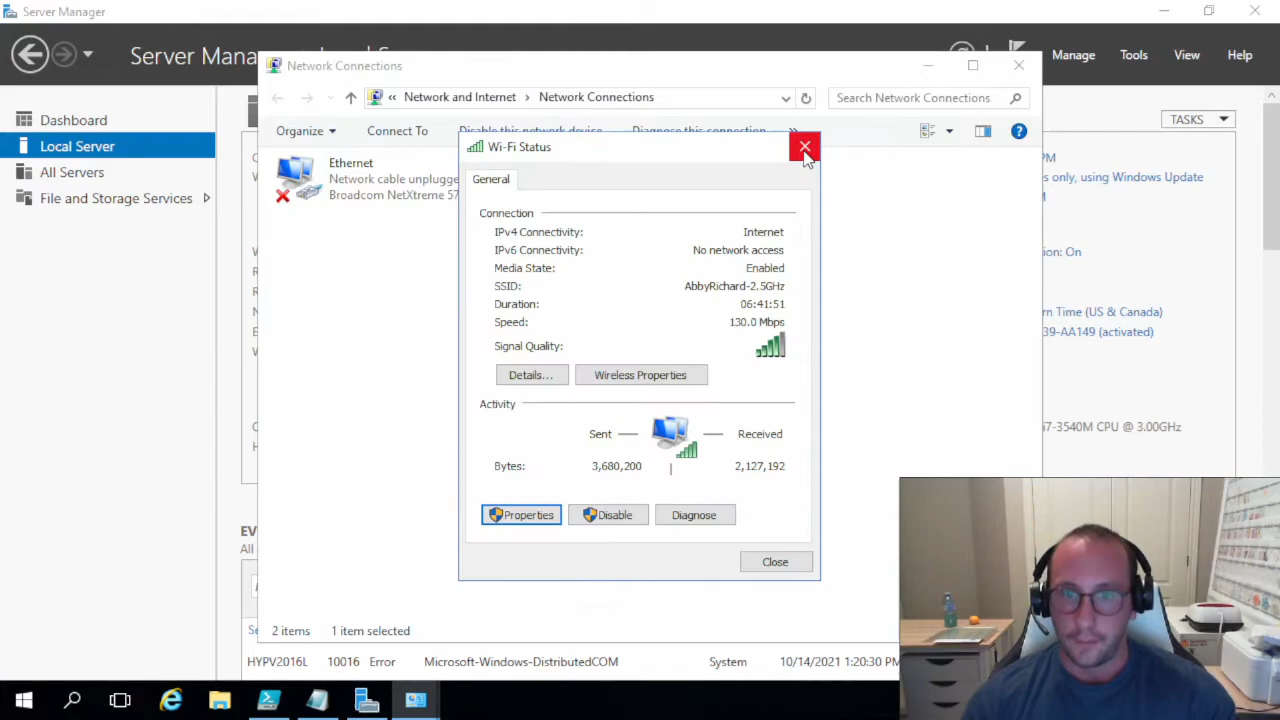 Server Manager
Server Mana
Manage
Tools
View
Help
Network Connections
« Network and Internet › Network Connections
Search Network Connections
Organize
Connect To
Disable this network device
Diagnose this connection
»
TASKS
Dashboard
Local Server
All Servers
File and Storage Services
Ethernet
Network cable unplugge
Broadcom NetXtreme 57
Wi-Fi Status
General
Connection
IPv4 Connectivity: Internet
IPv6 Connectivity: No network access
Media State: Enabled
SSID: AbbyRichard-2.5GHz
Duration: 06:41:51
Speed: 130.0 Mbps
Signal Quality:
Details...
Wireless Properties
Activity
Sent
Received
Bytes: 3,680,200 2,127,192
Properties
Disable
Diagnose
Close
PM
es only, using Windows Update
M
ion: On
rn Time (US & Canada)
39-AA149 (activated)
i7-3540M CPU @ 3.00GHz
EV
All
2 items
1 item selected
HYPV2016L 10016 Error Microsoft-Windows-DistributedCOM System 10/14/2021 1:20:30 PM